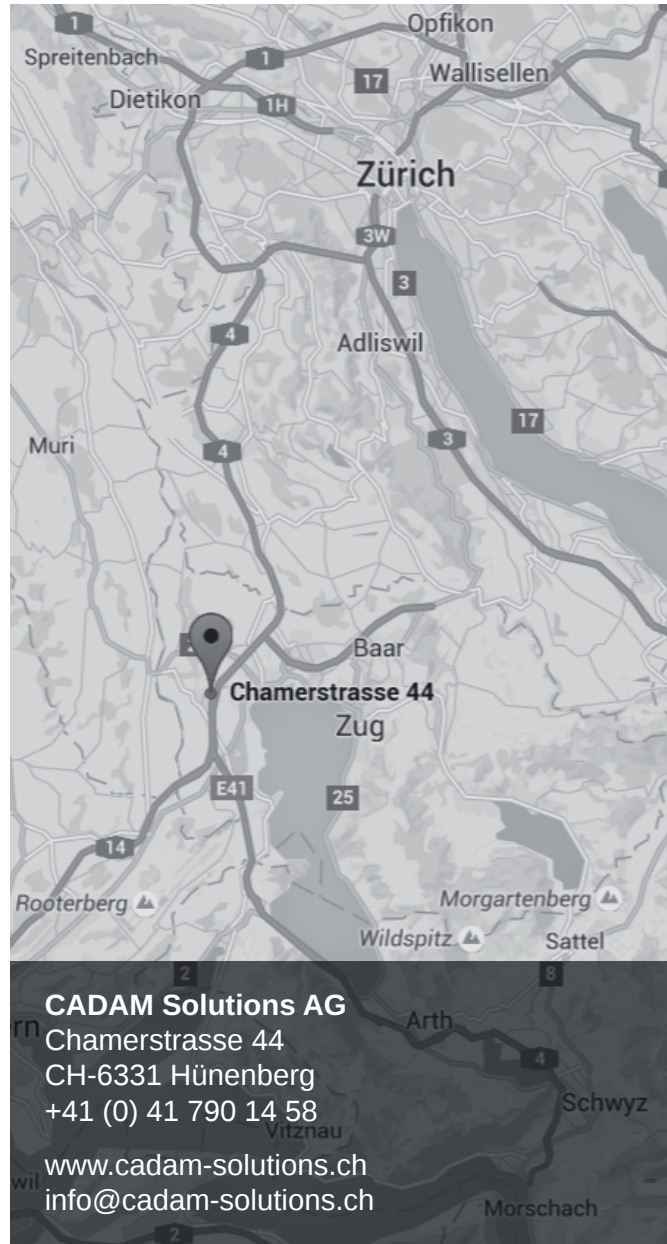 1
Opfikon
Spreitenbach
1
17
Wallisellen
Dietikon
1H
Zürich
3W
3
Adliswil
4
17
3
Muri
4
Baar
Chamerstrasse 44
Zug
E41
25
14
Rooterberg
Morgartenberg
Wildspitz
Sattel
2
8
CADAM Solutions AG
Chamerstrasse 44
CH-6331 Hünenberg
+41 (0) 41 790 14 58
www.cadam-solutions.ch
info@cadam-solutions.ch
Arth
4
Schwyz
Vitznau
Morschach
2